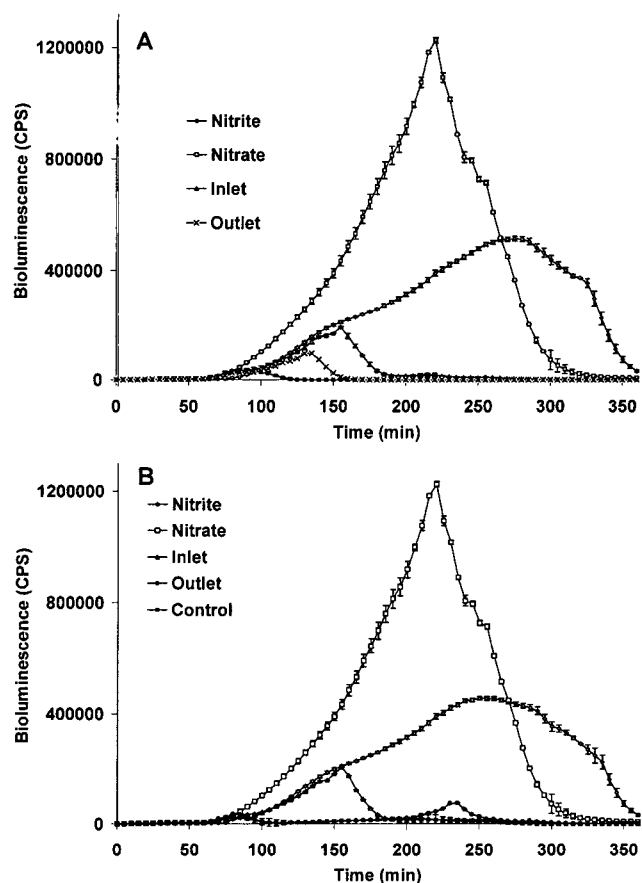 A
1200000
800000
400000
0
Bioluminescence (CPS)
Nitrite
Nitrate
Inlet
Outlet
0 50 100 150 200 250 300 350
Time (min)
B
1200000
800000
400000
0
Bioluminescence (CPS)
Nitrite
Nitrate
Inlet
Outlet
Control
0 50 100 150 200 250 300 350
Time (min)